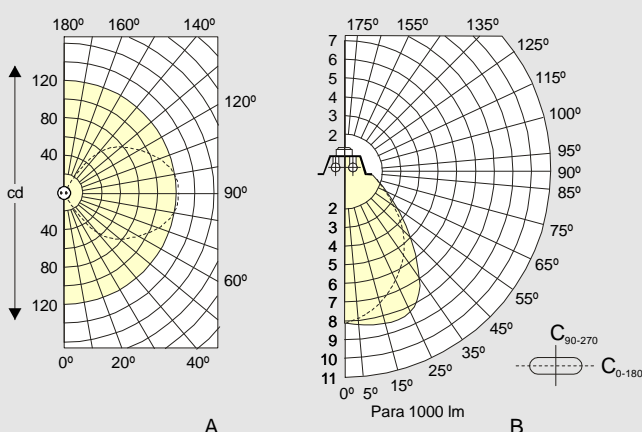 180º 160º 140º
120
80
40
cd
40
80
120
120º
90º
60º
0º 20º 40º
A
175º 155º 135º
7
6
5
4
3
2
2
3
4
5
6
7
8
9
10
11
125º
115º
100º
95º
90º
85º
75º
65º
55º
45º
35º
25º
15º
0º 5º
Para 1000 lm
B
C90-270
C0-180